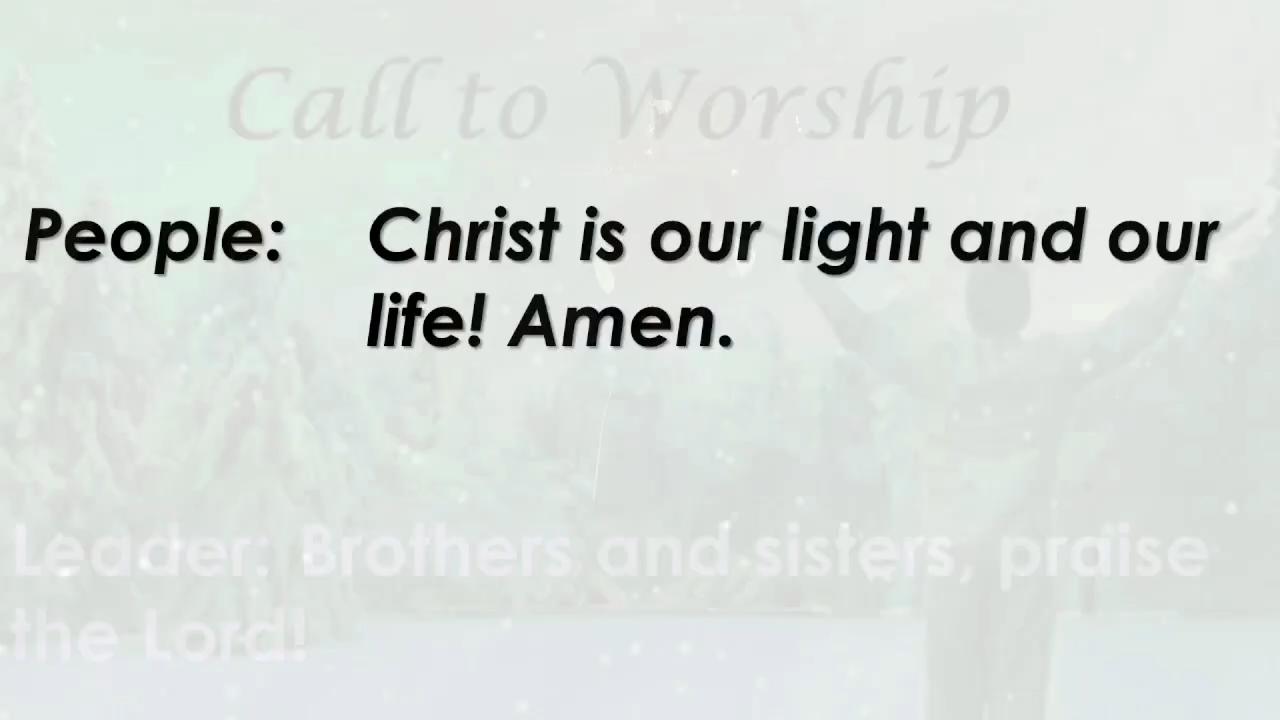 Call to Worship
People: Christ is our light and our
life! Amen.
Leader: Brothers and sisters, praise
the Lord!